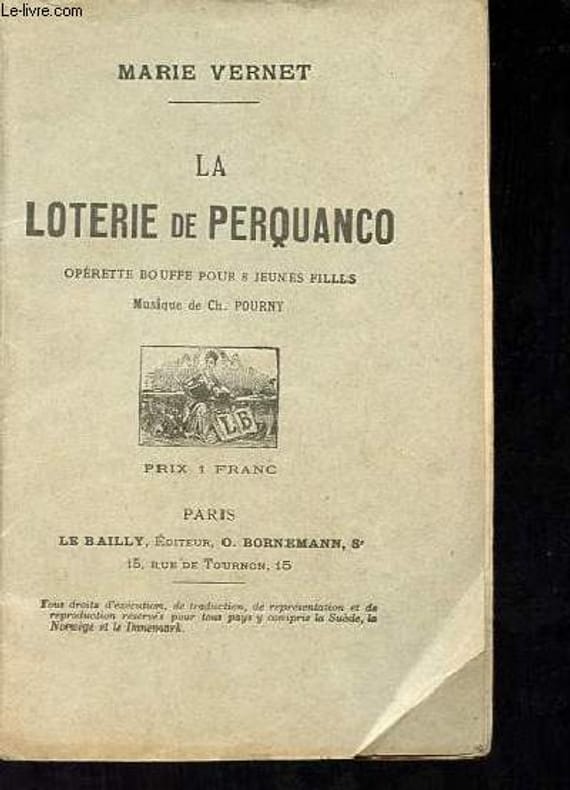 Le-livre.com
MARIE VERNET
LA
LOTERIE DE PERQUANCO
OPÉRETTE BOUFFE POUR 8 JEUNES FILLES
Musique de Ch. POURNY
LB
PRIX 1 FRANC
PARIS
LE BAILLY, ÉDITEUR, O. BORNEMANN, Sr
15, RUE DE TOURNON, 15
Tous droits d'exécution, de traduction, de représentation et de
reproduction réservés pour tous pays y compris la Suède, la
Norwège et le Danemark.